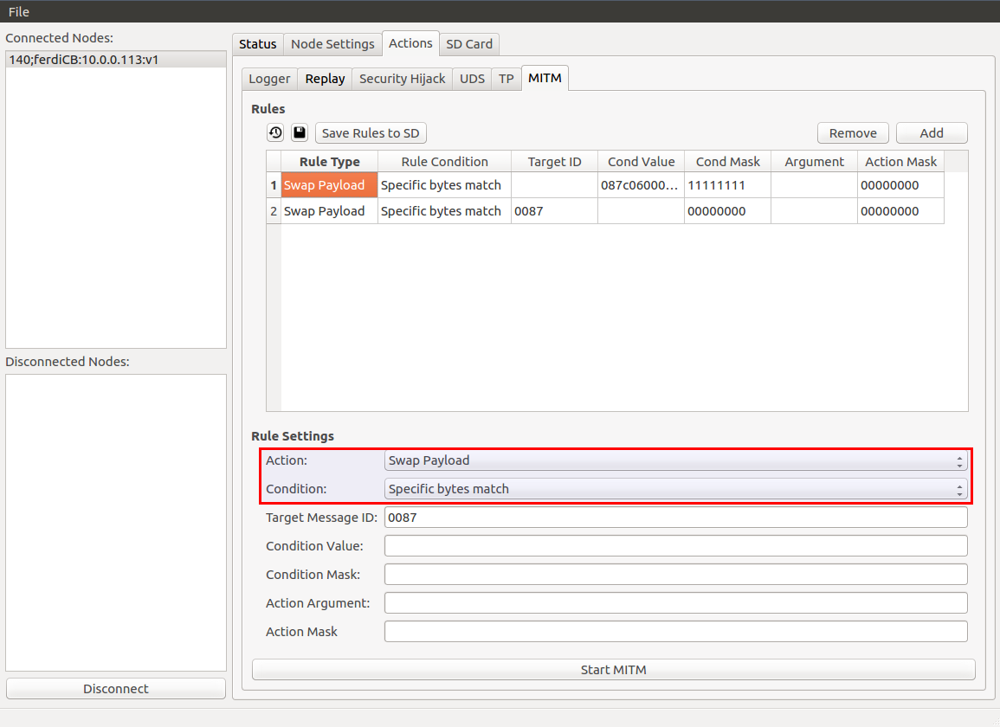 File
Connected Nodes:
140;ferdiCB:10.0.0.113:v1
Disconnected Nodes:
Disconnect
Status Node Settings Actions SD Card
Logger Replay Security Hijack UDS TP MITM
Rules
Save Rules to SD Remove Add
Rule Type Rule Condition Target ID Cond Value Cond Mask Argument Action Mask
1 Swap Payload Specific bytes match 087c06000... 11111111 00000000
2 Swap Payload Specific bytes match 0087 00000000 00000000
Rule Settings
Action: Swap Payload
Condition: Specific bytes match
Target Message ID: 0087
Condition Value:
Condition Mask:
Action Argument:
Action Mask
Start MITM